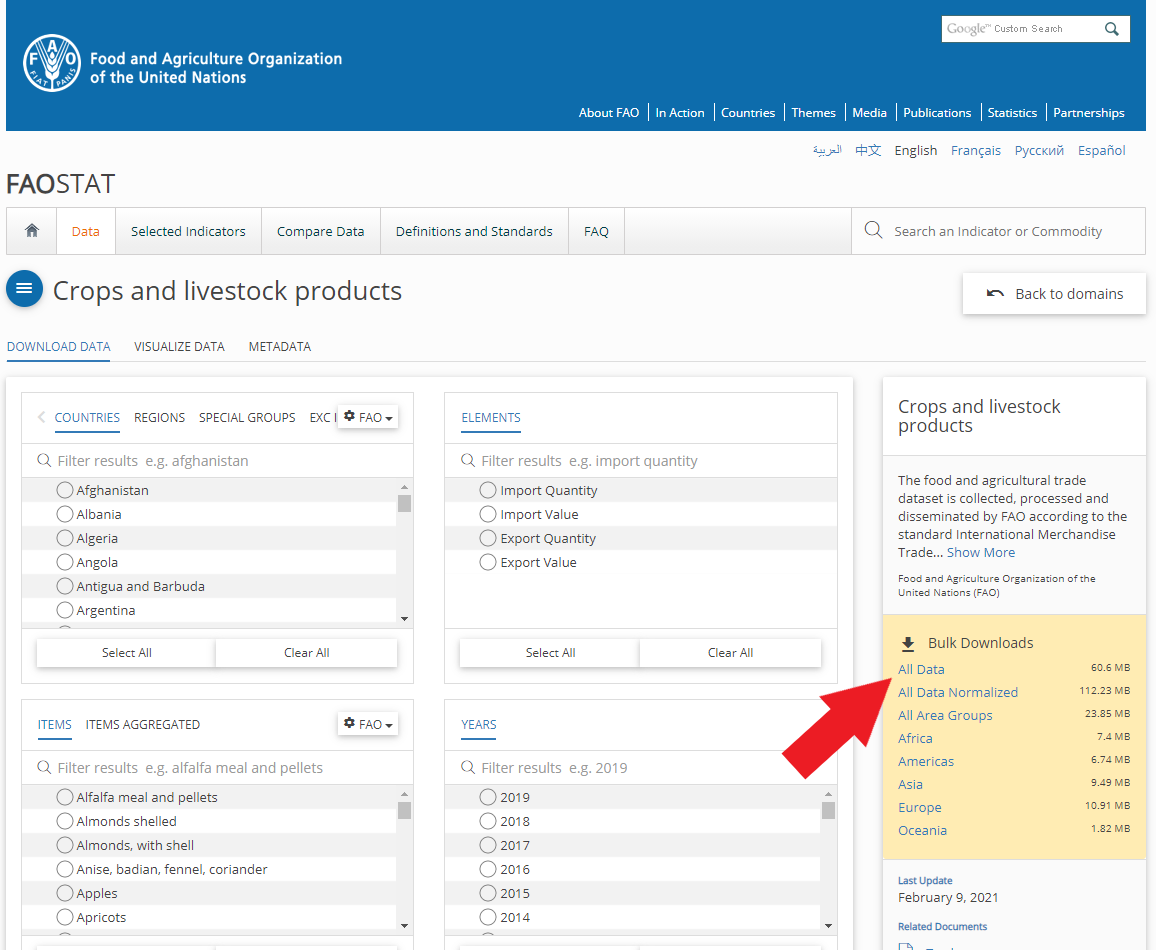 Google™ Custom Search
FAO
FIAT PANIS
Food and Agriculture Organization
of the United Nations
About FAO
In Action
Countries
Themes
Media
Publications
Statistics
Partnerships
العربية
中文
English
Français
Русский
Español
FAOSTAT
Data
Selected Indicators
Compare Data
Definitions and Standards
FAQ
Search an Indicator or Commodity
Crops and livestock products
Back to domains
DOWNLOAD DATA
VISUALIZE DATA
METADATA
COUNTRIES
REGIONS
SPECIAL GROUPS
EXC
FAO
Filter results e.g. afghanistan
Afghanistan
Albania
Algeria
Angola
Antigua and Barbuda
Argentina
Select All
Clear All
ELEMENTS
Filter results e.g. import quantity
Import Quantity
Import Value
Export Quantity
Export Value
Select All
Clear All
ITEMS
ITEMS AGGREGATED
FAO
Filter results e.g. alfalfa meal and pellets
Alfalfa meal and pellets
Almonds shelled
Almonds, with shell
Anise, badian, fennel, coriander
Apples
Apricots
YEARS
Filter results e.g. 2019
2019
2018
2017
2016
2015
2014
Crops and livestock
products
The food and agricultural trade
dataset is collected, processed and
disseminated by FAO according to the
standard International Merchandise
Trade... Show More
Food and Agriculture Organization of the
United Nations (FAO)
Bulk Downloads
All Data 60.6 MB
All Data Normalized 112.23 MB
All Area Groups 23.85 MB
Africa 7.4 MB
Americas 6.74 MB
Asia 9.49 MB
Europe 10.91 MB
Oceania 1.82 MB
Last Update
February 9, 2021
Related Documents